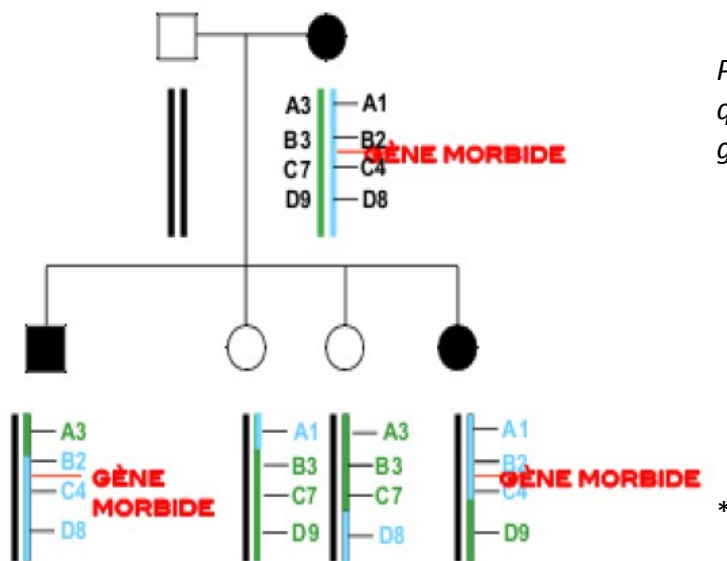 P
q
g
A3 A1
B3 B2
GÈNE MORBIDE
C7 C4
D9 D8
A3 A1 A3 A1
B2 B3 B3 B2
GÈNE MORBIDE GÈNE MORBIDE
C4 C7 C7 C4
D8 D9 D8 D9
*